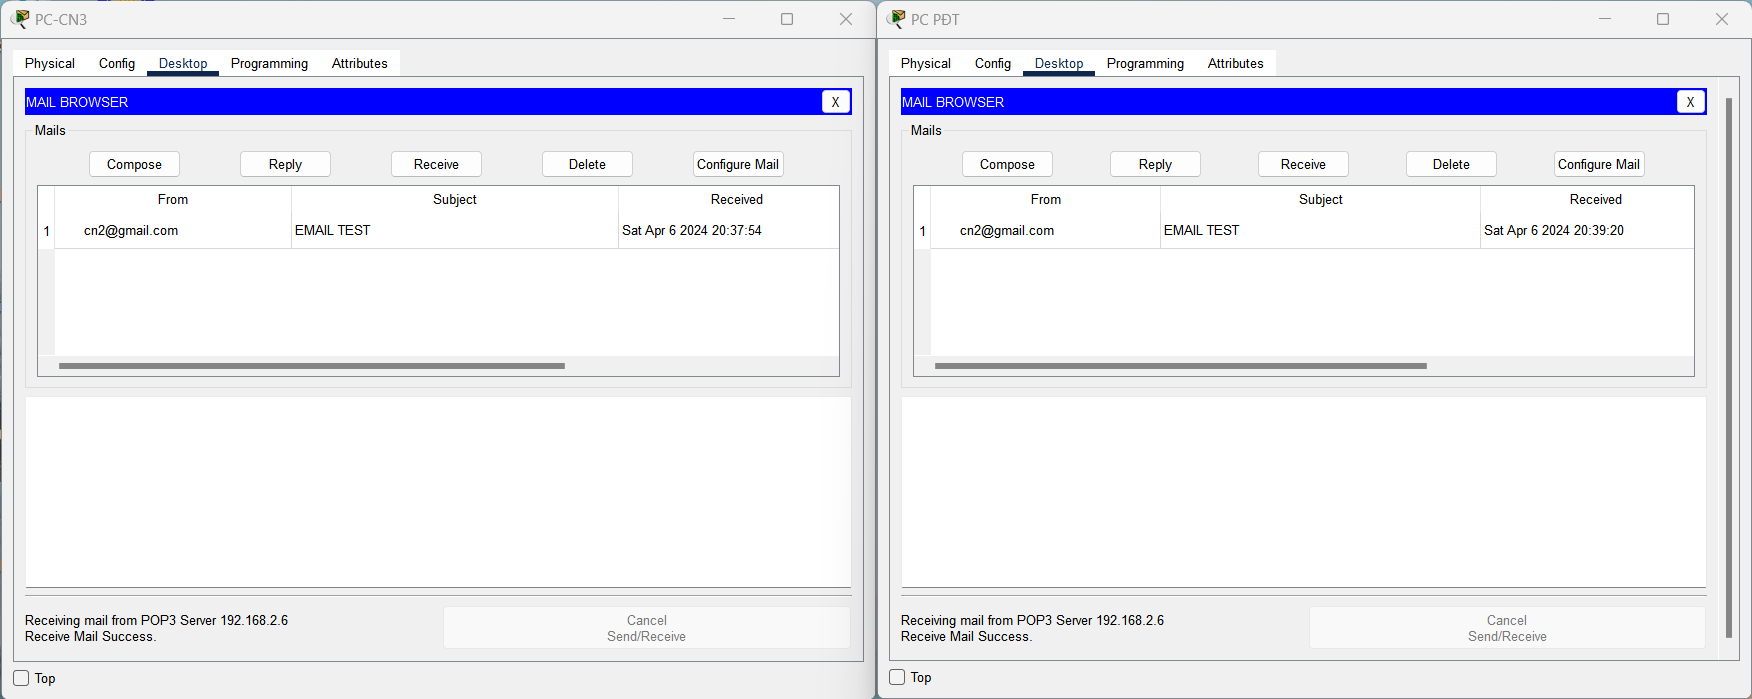 PC-CN3
Physical Config Desktop Programming Attributes
MAIL BROWSER X
Mails
Compose Reply Receive Delete Configure Mail
From Subject Received
1 cn2@gmail.com EMAIL TEST Sat Apr 6 2024 20:37:54
Receiving mail from POP3 Server 192.168.2.6
Receive Mail Success.
Cancel
Send/Receive
Top
PC PĐT
Physical Config Desktop Programming Attributes
MAIL BROWSER X
Mails
Compose Reply Receive Delete Configure Mail
From Subject Received
1 cn2@gmail.com EMAIL TEST Sat Apr 6 2024 20:39:20
Receiving mail from POP3 Server 192.168.2.6
Receive Mail Success.
Cancel
Send/Receive
Top